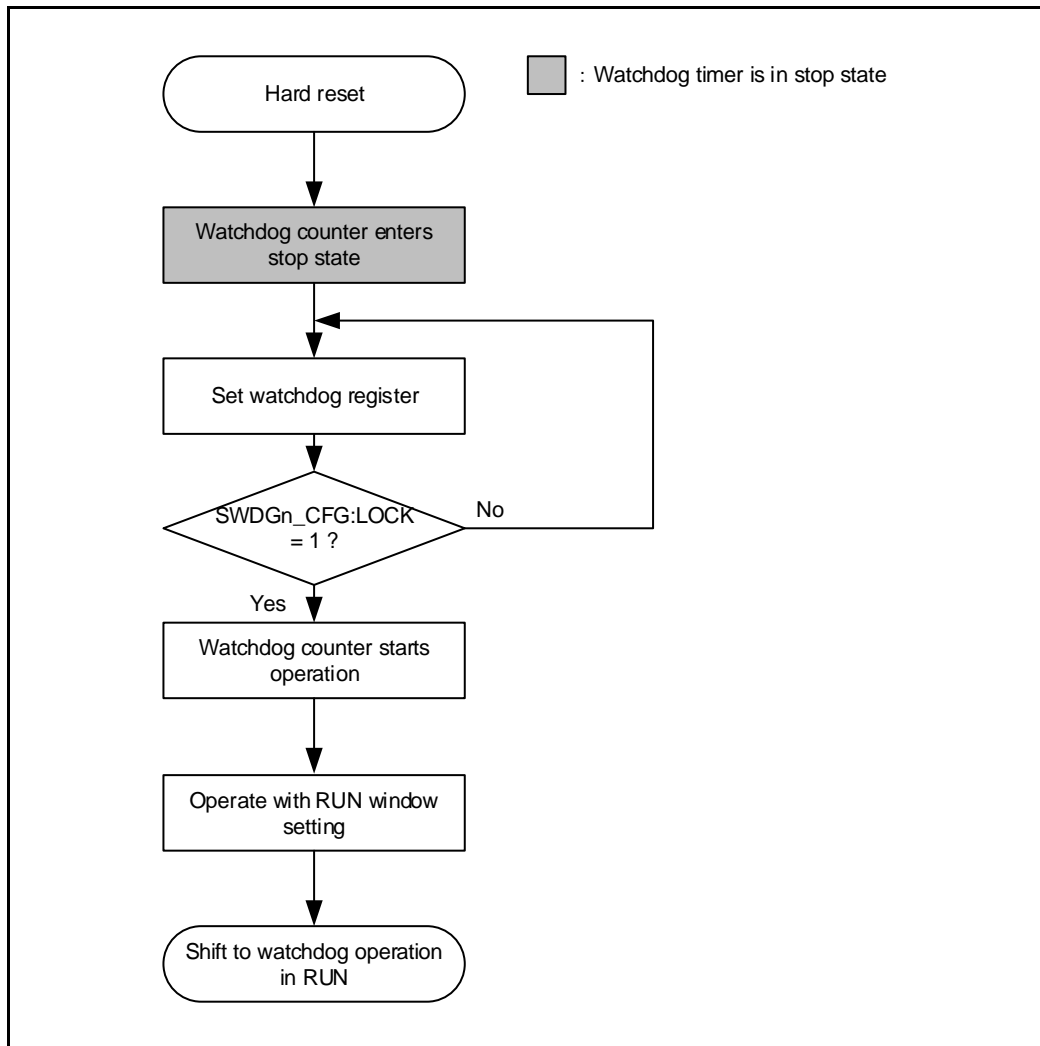 Hard reset
: Watchdog timer is in stop state
Watchdog counter enters
stop state
Set watchdog register
SWDGn_CFG:LOCK
= 1 ?
No
Yes
Watchdog counter starts
operation
Operate with RUN window
setting
Shift to watchdog operation
in RUN